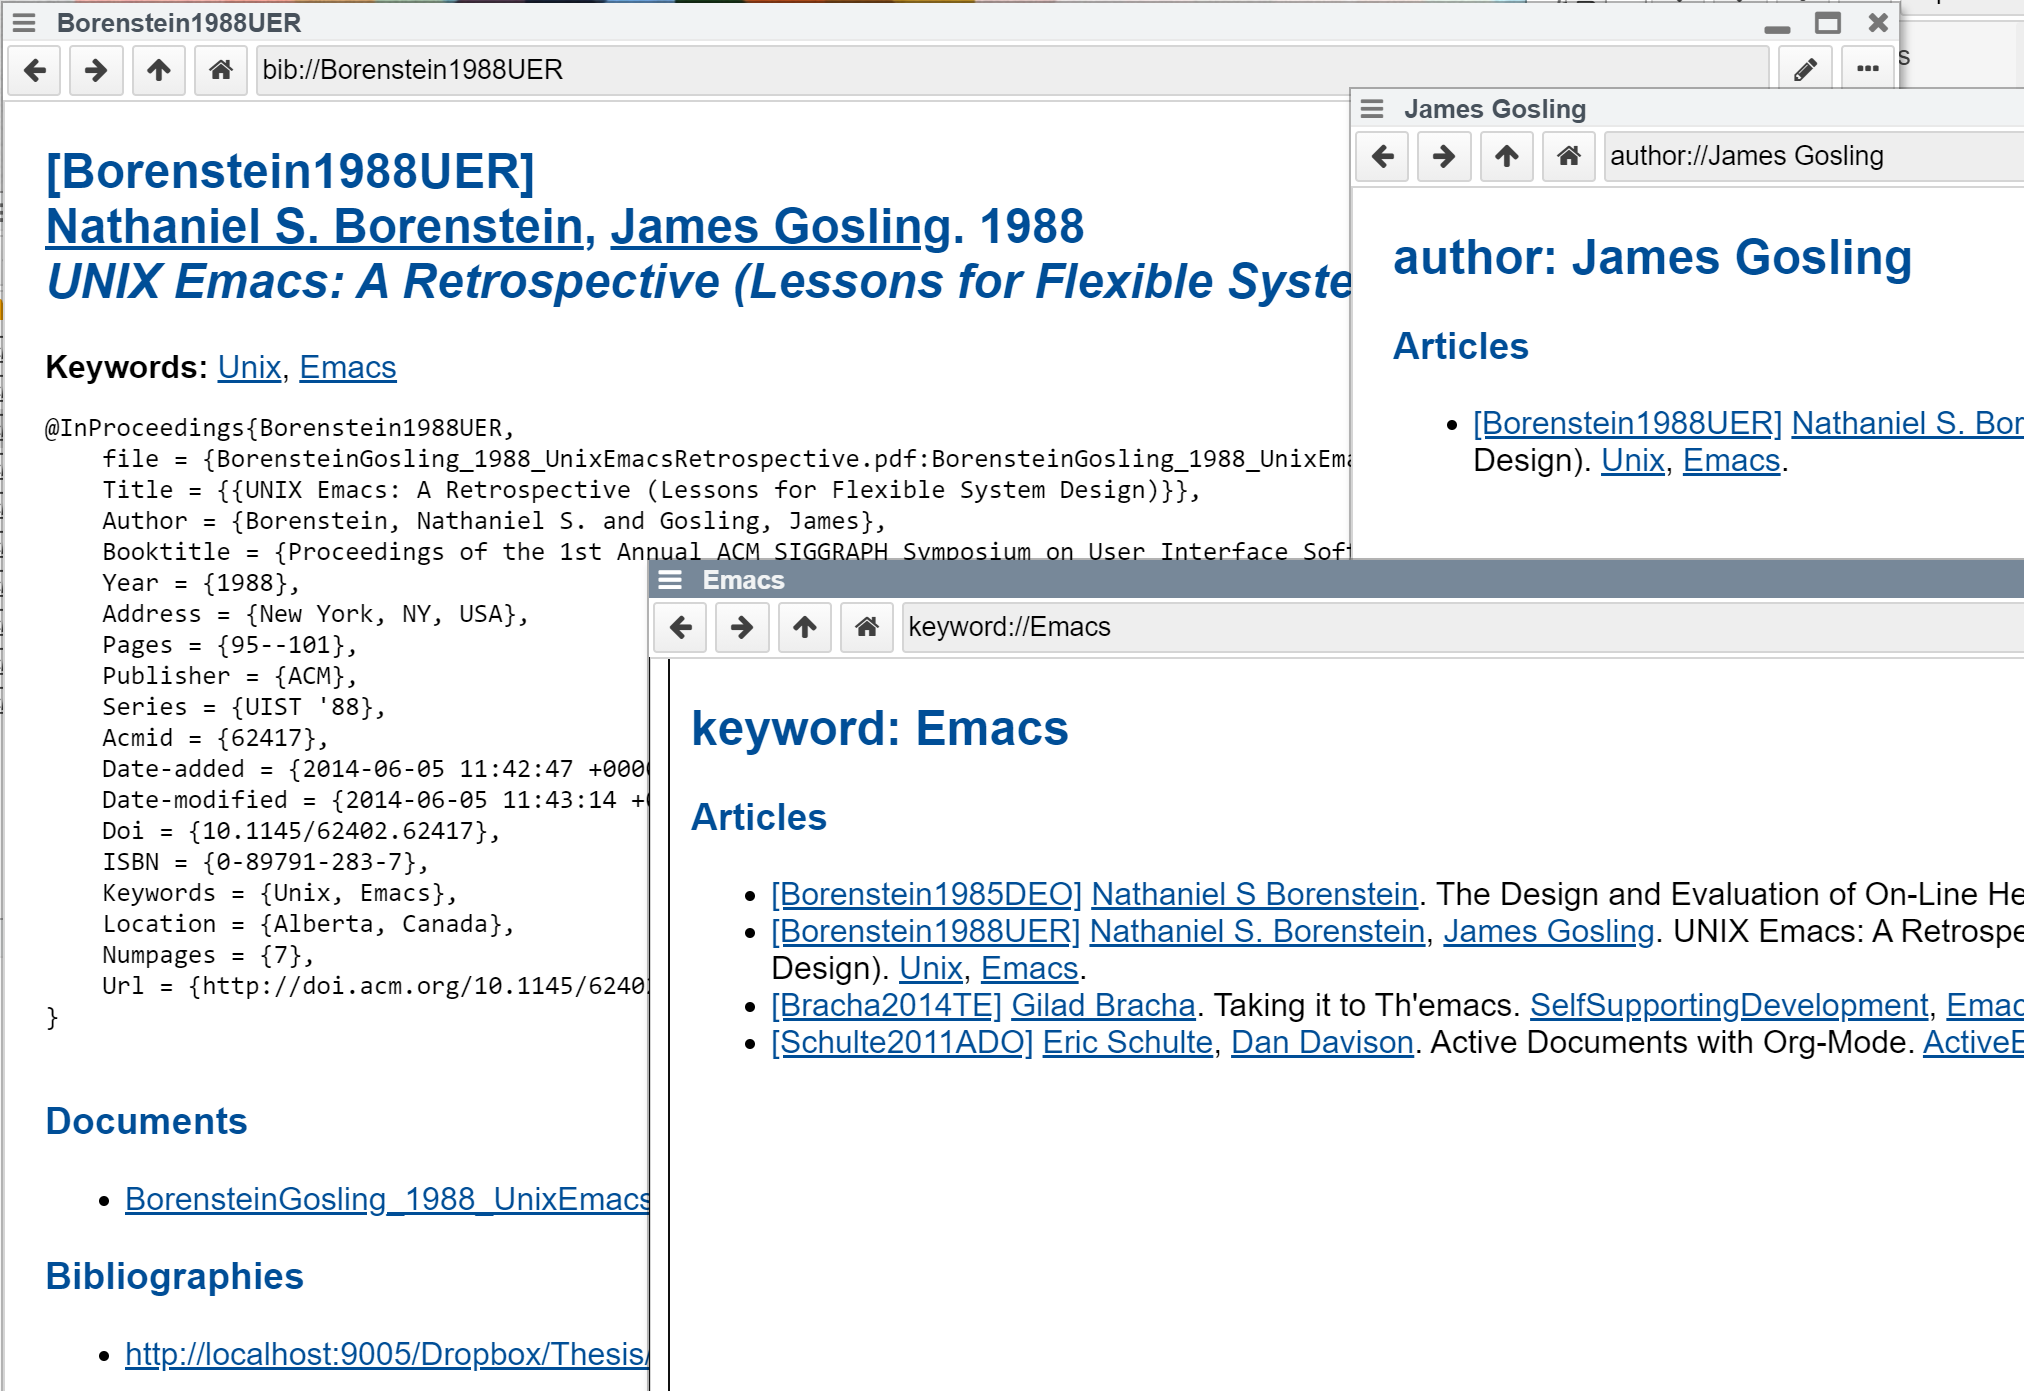 Borenstein1988UER
bib://Borenstein1988UER
[Borenstein1988UER]
Nathaniel S. Borenstein, James Gosling. 1988
UNIX Emacs: A Retrospective (Lessons for Flexible Syste
Keywords: Unix, Emacs
@InProceedings{Borenstein1988UER,
file = {BorensteinGosling_1988_UnixEmacsRetrospective.pdf:BorensteinGosling_1988_UnixEma
Title = {{UNIX Emacs: A Retrospective (Lessons for Flexible System Design)}},
Author = {Borenstein, Nathaniel S. and Gosling, James},
Booktitle = {Proceedings of the 1st Annual ACM SIGGRAPH Symposium on User Interface Soft
Year = {1988},
Address = {New York, NY, USA},
Pages = {95--101},
Publisher = {ACM},
Series = {UIST '88},
Acmid = {62417},
Date-added = {2014-06-05 11:42:47 +0000
Date-modified = {2014-06-05 11:43:14 +
Doi = {10.1145/62402.62417},
ISBN = {0-89791-283-7},
Keywords = {Unix, Emacs},
Location = {Alberta, Canada},
Numpages = {7},
Url = {http://doi.acm.org/10.1145/62402
}
Documents
BorensteinGosling_1988_UnixEmacs
Bibliographies
http://localhost:9005/Dropbox/Thesis/
James Gosling
author://James Gosling
author: James Gosling
Articles
[Borenstein1988UER] Nathaniel S. Bor
Design). Unix, Emacs.
Emacs
keyword://Emacs
keyword: Emacs
Articles
[Borenstein1985DEO] Nathaniel S Borenstein. The Design and Evaluation of On-Line He
[Borenstein1988UER] Nathaniel S. Borenstein, James Gosling. UNIX Emacs: A Retrospe
Design). Unix, Emacs.
[Bracha2014TE] Gilad Bracha. Taking it to Th'emacs. SelfSupportingDevelopment, Emac
[Schulte2011ADO] Eric Schulte, Dan Davison. Active Documents with Org-Mode. ActiveE